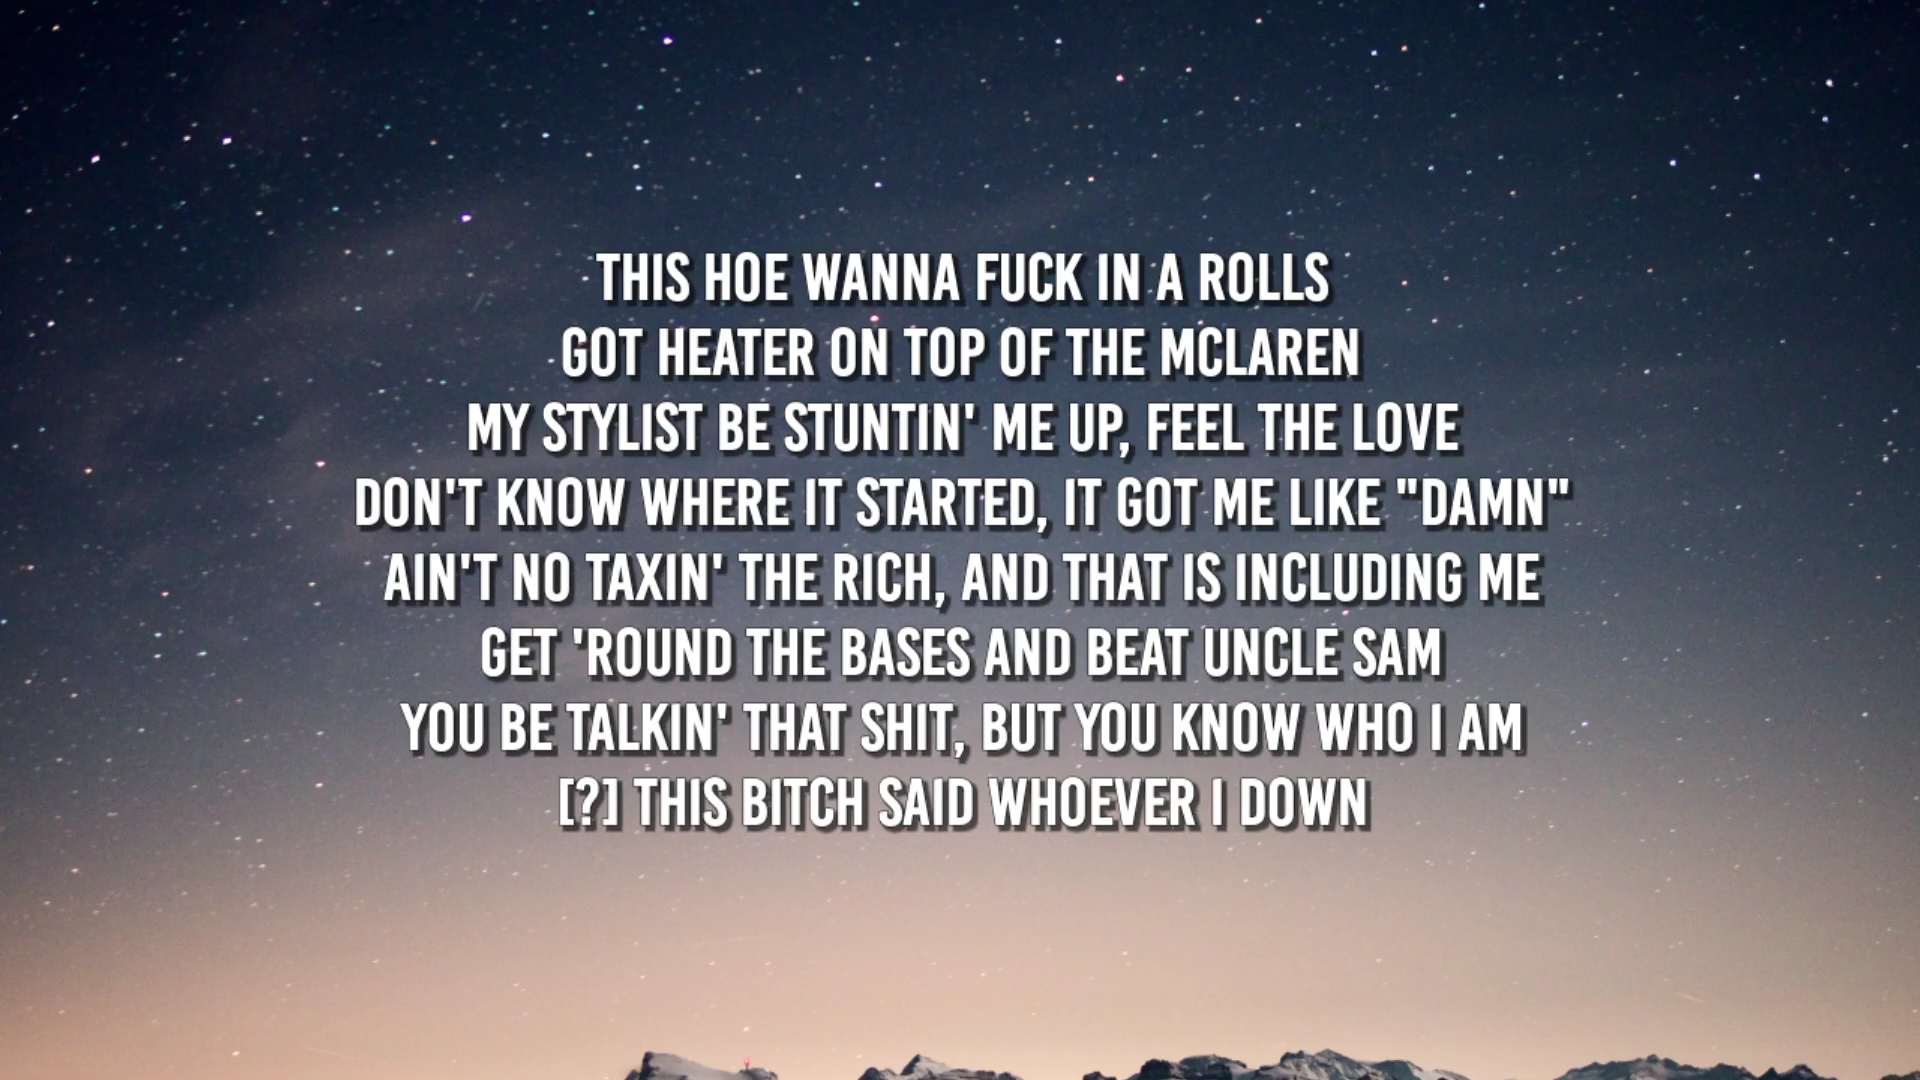 THIS HOE WANNA FUCK IN A ROLLS
GOT HEATER ON TOP OF THE MCLAREN
MY STYLIST BE STUNTIN' ME UP, FEEL THE LOVE
DON'T KNOW WHERE IT STARTED, IT GOT ME LIKE "DAMN"
AIN'T NO TAXIN' THE RICH, AND THAT IS INCLUDING ME
GET 'ROUND THE BASES AND BEAT UNCLE SAM
YOU BE TALKIN' THAT SHIT, BUT YOU KNOW WHO I AM
[?] THIS BITCH SAID WHOEVER I DOWN